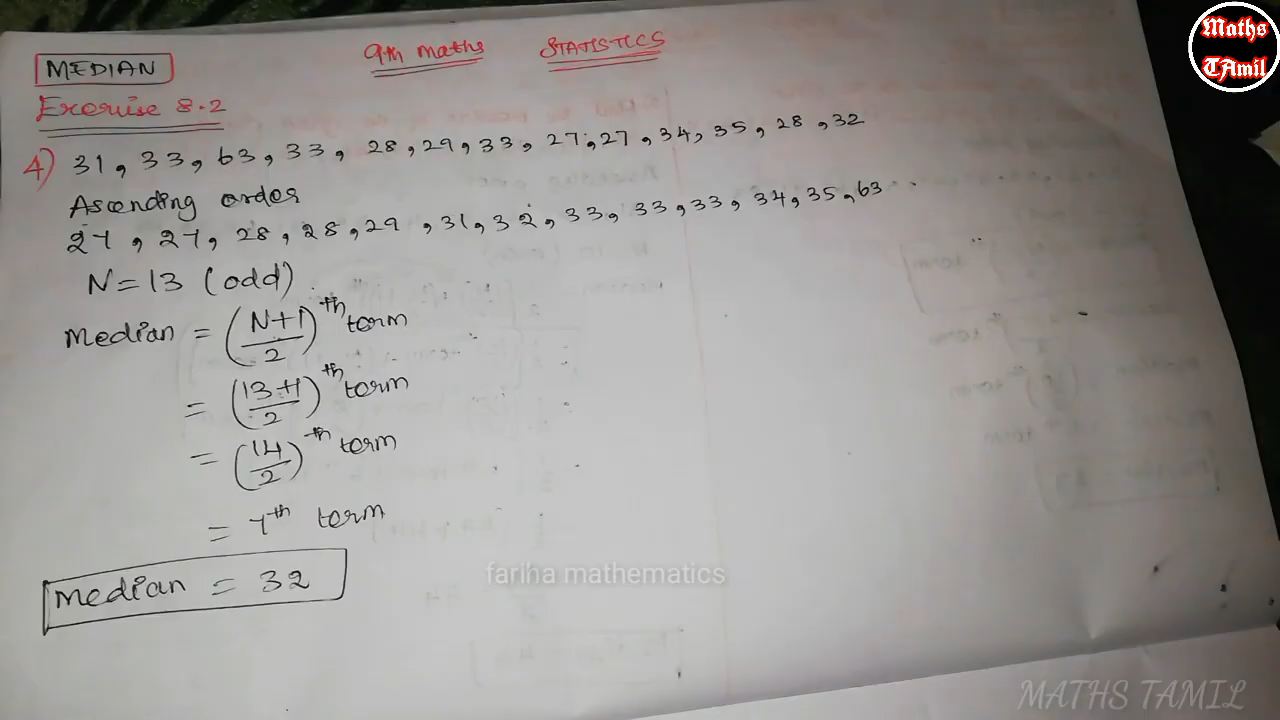 Maths
TAmil
9th maths STATISTICS
MEDIAN
Exercise 8.2
4) 31, 33, 63, 33, 28, 29, 33, 27, 27, 34, 35, 28, 32
Ascending order
27, 27, 28, 28, 29, 31, 32, 33, 33, 33, 34, 35, 63
N = 13 (odd)
Median = (N+1/2)th term
= (13+1/2)th term
= (14/2)th term
= 7th term
Median = 32
fariha mathematics
MATHS TAMIL